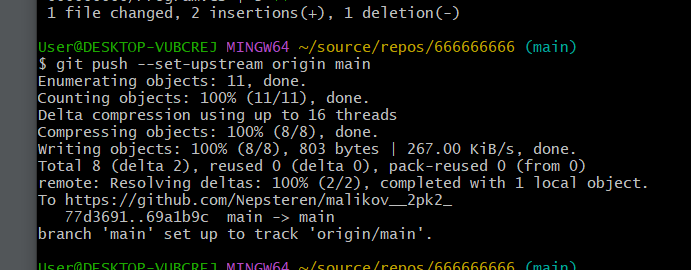 1 file changed, 2 insertions(+), 1 deletion(-)
User@DESKTOP-VUBCREJ MINGW64 ~/source/repos/666666666 (main)
$ git push --set-upstream origin main
Enumerating objects: 11, done.
Counting objects: 100% (11/11), done.
Delta compression using up to 16 threads
Compressing objects: 100% (8/8), done.
Writing objects: 100% (8/8), 803 bytes | 267.00 KiB/s, done.
Total 8 (delta 2), reused 0 (delta 0), pack-reused 0 (from 0)
remote: Resolving deltas: 100% (2/2), completed with 1 local object.
To https://github.com/Nepsteren/malikov__2pk2_
77d3691..69a1b9c main -> main
branch 'main' set up to track 'origin/main'.
User@DESKTOP-VUBCREJ MINGW64 ~/source/repos/666666666 (main)